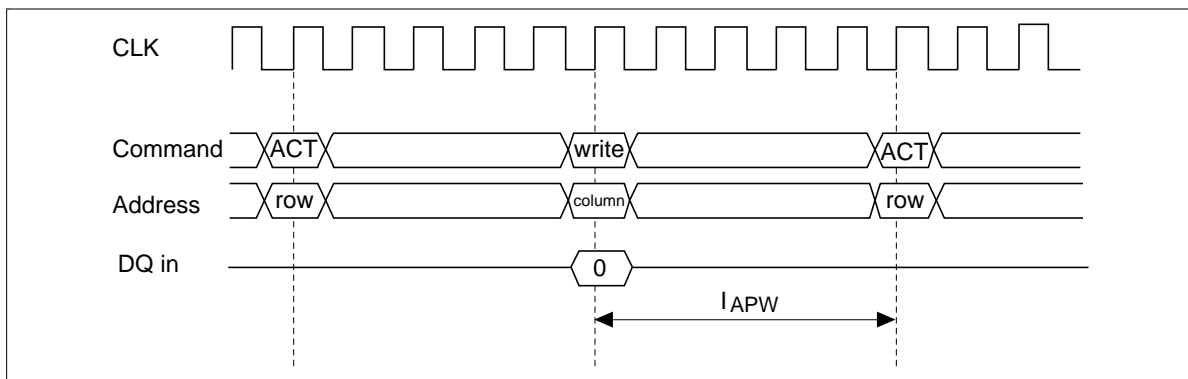 CLK
Command ACT write ACT
Address row column row
DQ in 0
I APW